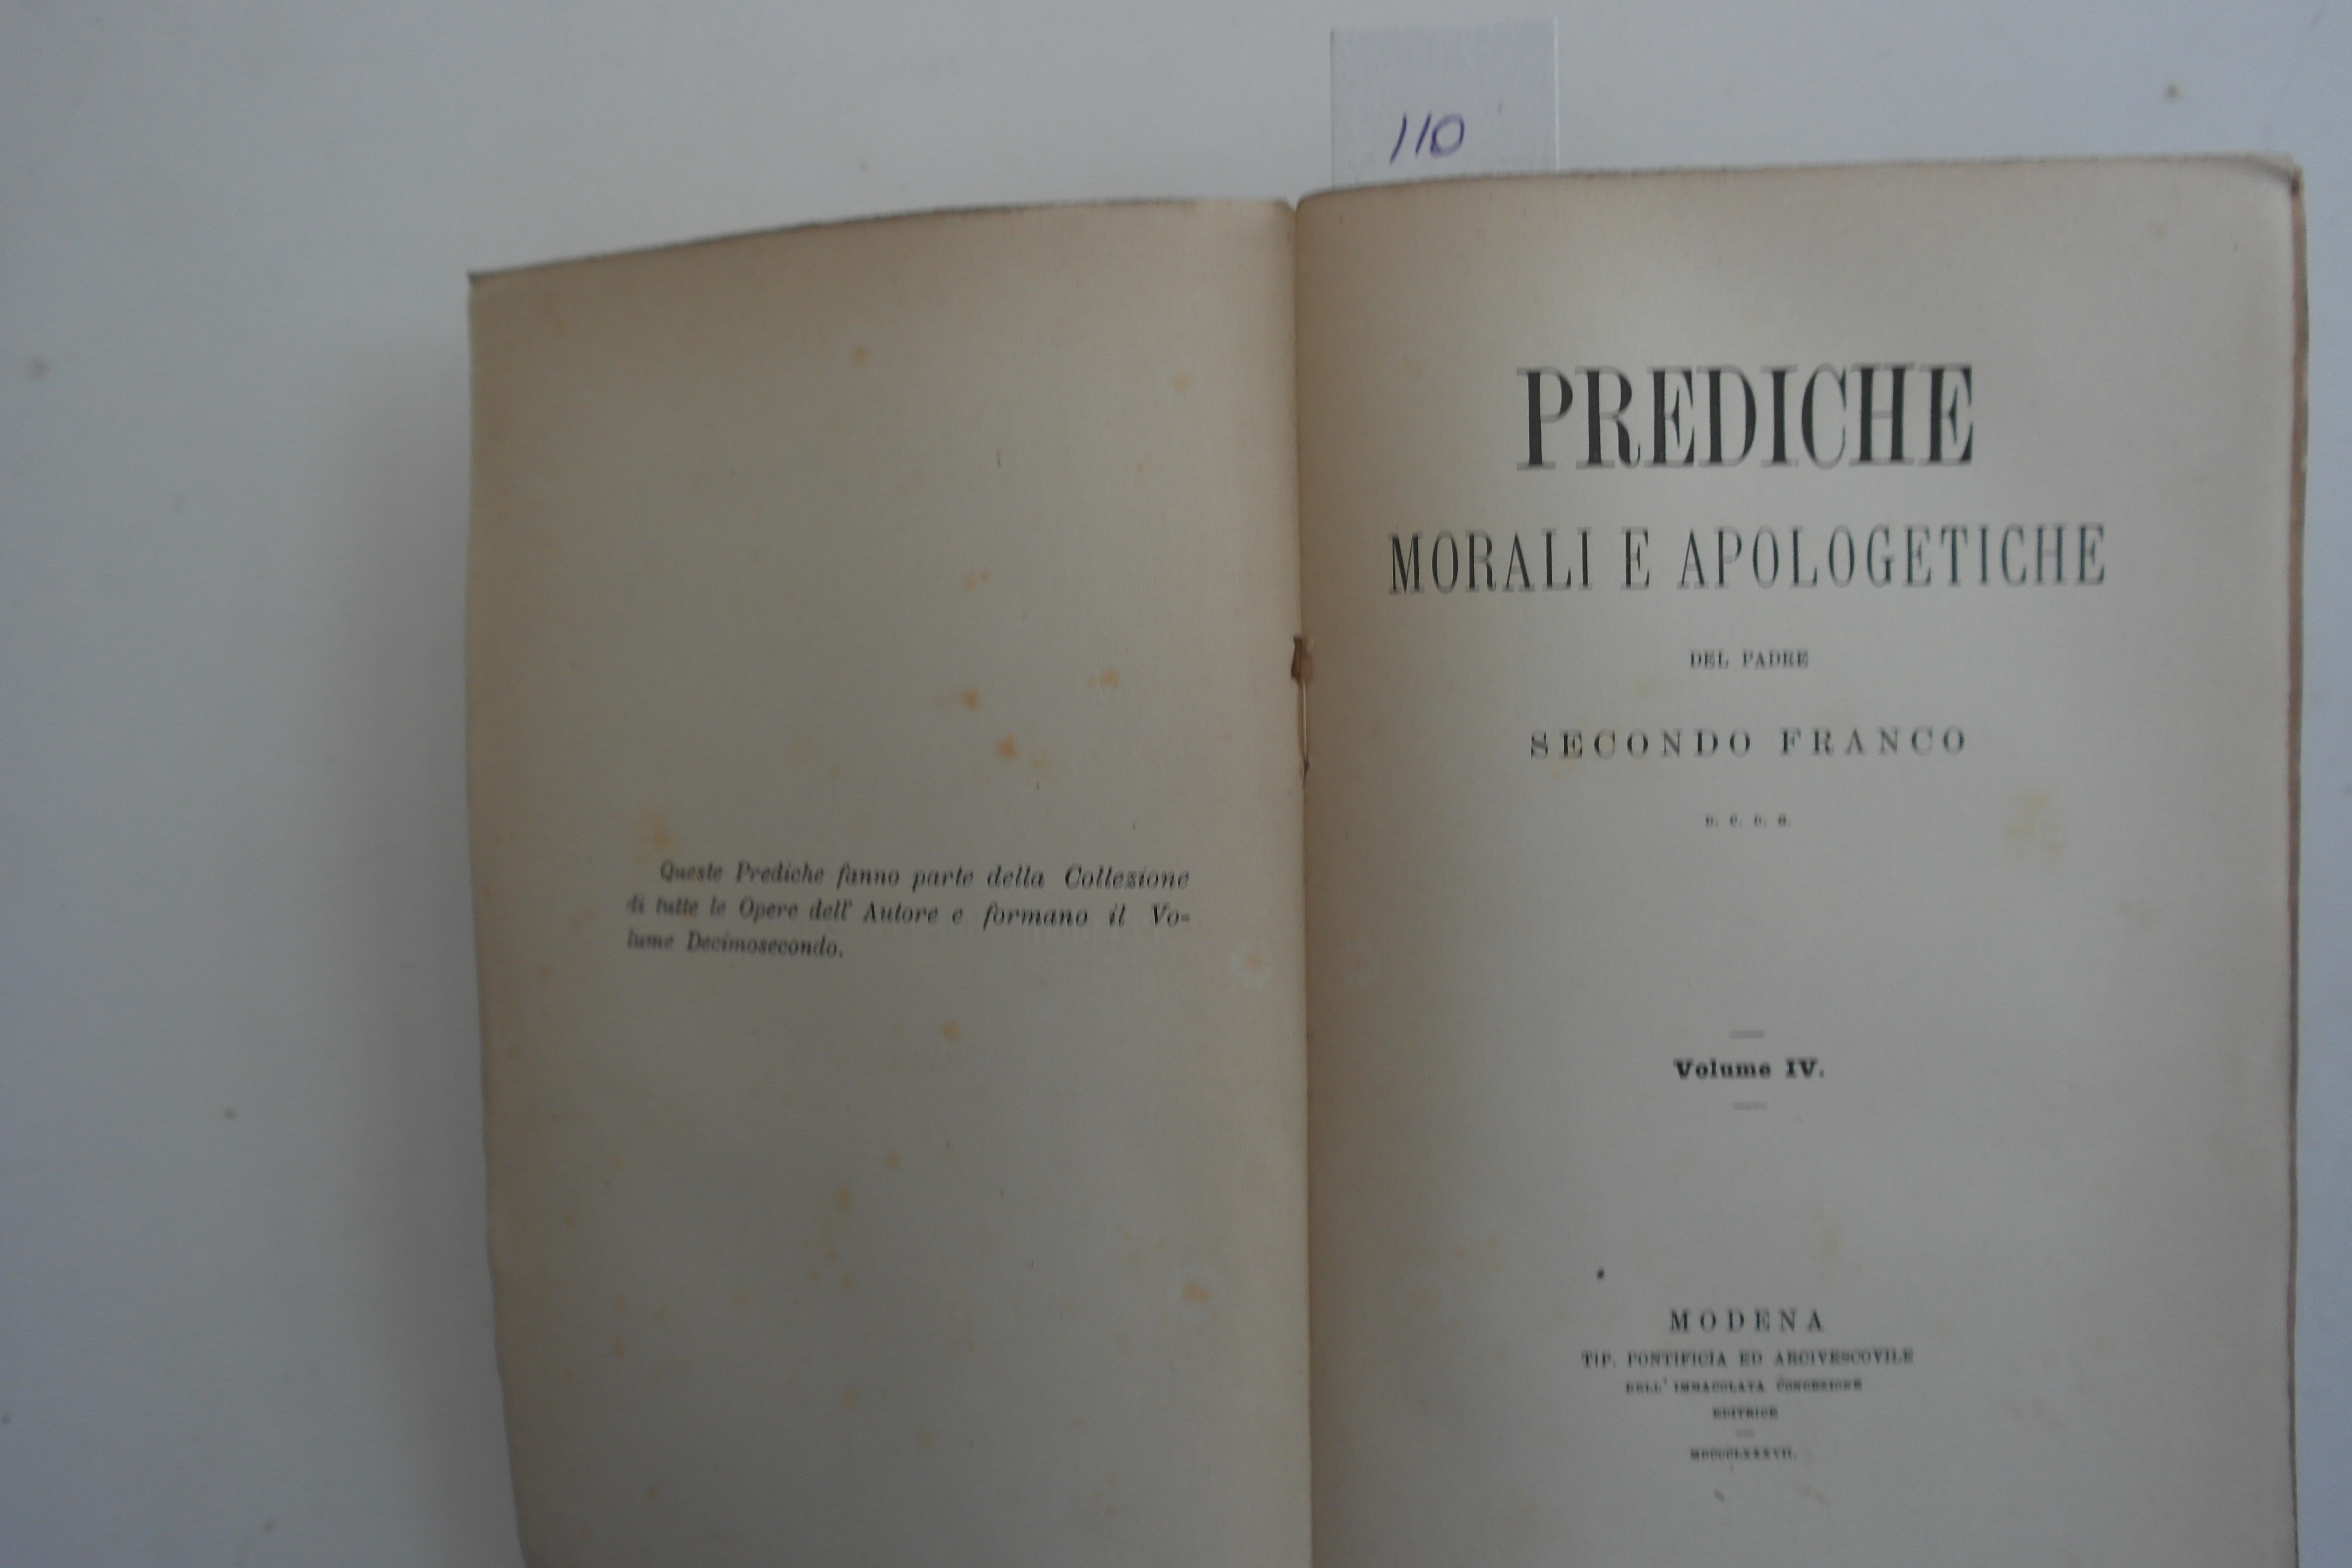 110
Queste Prediche fanno parte della Collezione
di tutte le Opere dell' Autore e formano il Vo-
lume Decimosecondo.
PREDICHE
MORALI E APOLOGETICHE
DEL PADRE
SECONDO FRANCO
D. C. D. G.
Volume IV.
MODENA
TIP. PONTIFICIA ED ARCIVESCOVILE
DELL' IMMACOLATA CONCEZIONE
EDITRICE
MDCCCLXXXVII.